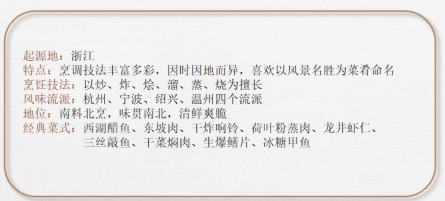 起源地：浙江
特点：烹调技法丰富多彩，因时因地而异，喜欢以风景名胜为菜肴命名
烹饪技法：以炒、炸、烩、溜、蒸、烧为擅长
风味流派：杭州、宁波、绍兴、温州四个流派
地位：南料北烹，味贯南北，清鲜爽脆
经典菜式：西湖醋鱼、东坡肉、干炸响铃、荷叶粉蒸肉、龙井虾仁、
三丝敲鱼、干菜焖肉、生爆鳝片、冰糖甲鱼